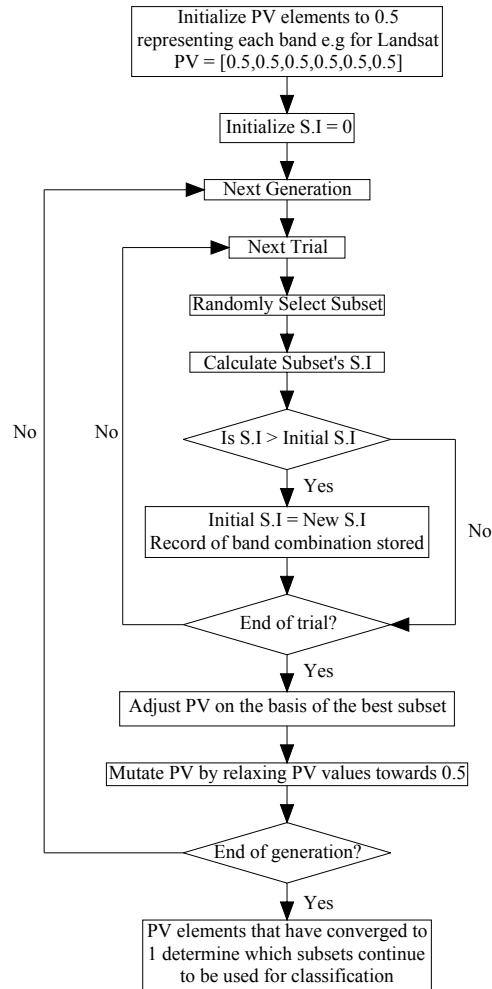 Initialize PV elements to 0.5
representing each band e.g for Landsat
PV = [0.5,0.5,0.5,0.5,0.5,0.5]
Initialize S.I = 0
Next Generation
Next Trial
Randomly Select Subset
Calculate Subset's S.I
No
No
Is S.I > Initial S.I
Yes
Initial S.I = New S.I
Record of band combination stored
No
End of trial?
Yes
Adjust PV on the basis of the best subset
Mutate PV by relaxing PV values towards 0.5
End of generation?
Yes
PV elements that have converged to
1 determine which subsets continue
to be used for classification